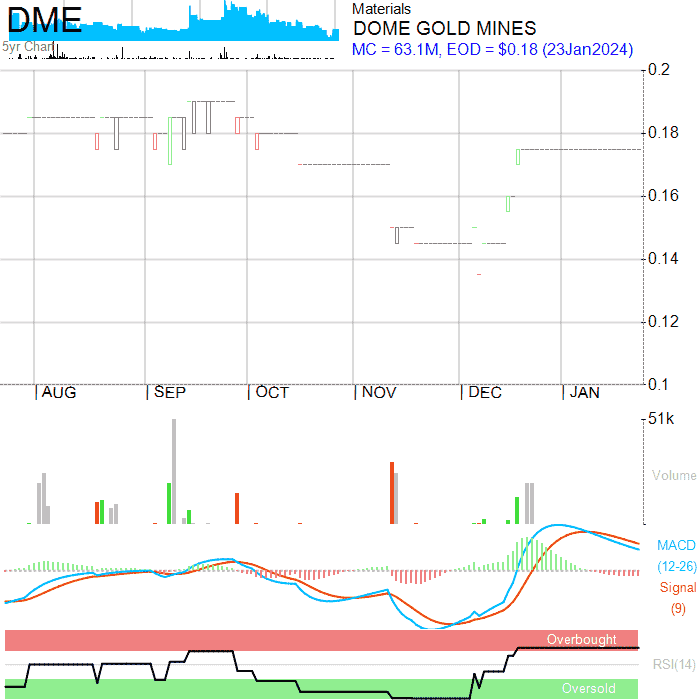 DME
5yr Chart
Materials
DOME GOLD MINES
MC = 63.1M, EOD = $0.18 (23Jan2024)
0.2
0.18
0.16
0.14
0.12
0.1
AUG SEP OCT NOV DEC JAN
51k
Volume
MACD
(12-26)
Signal
(9)
Overbought
RSI(14)
Oversold